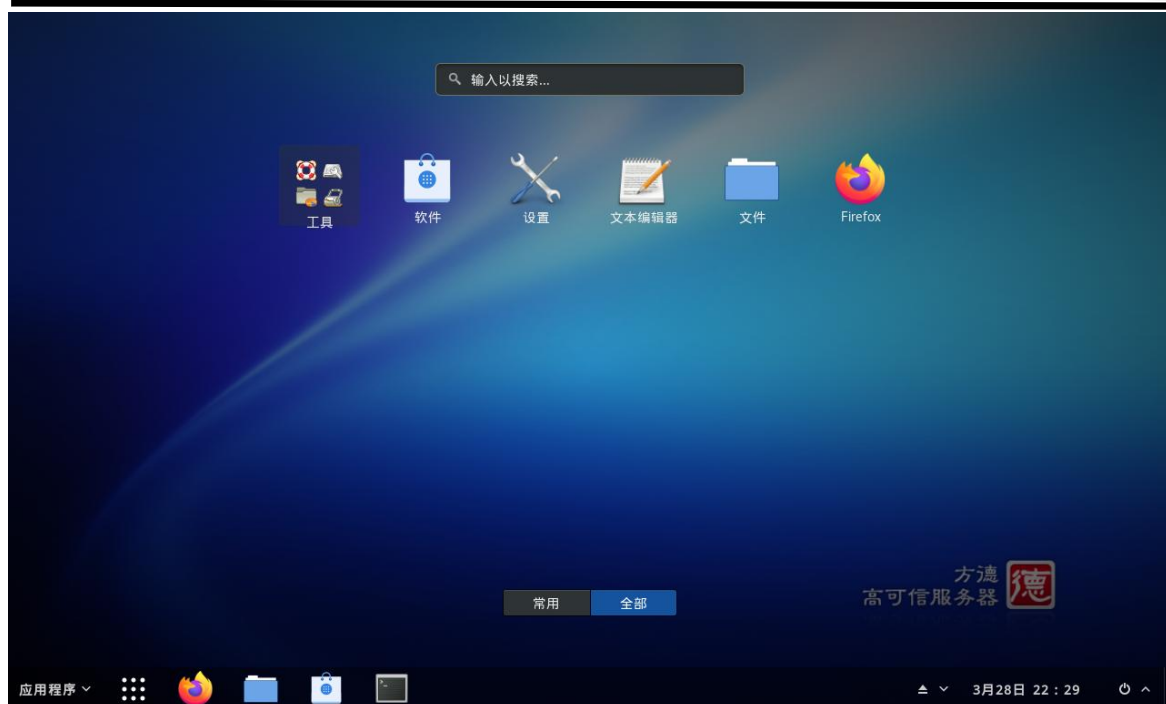 输入以搜索...
工具
软件
设置
文本编辑器
文件
Firefox
方德
高可信服务器
德
常用
全部
应用程序
3月28日 22：29